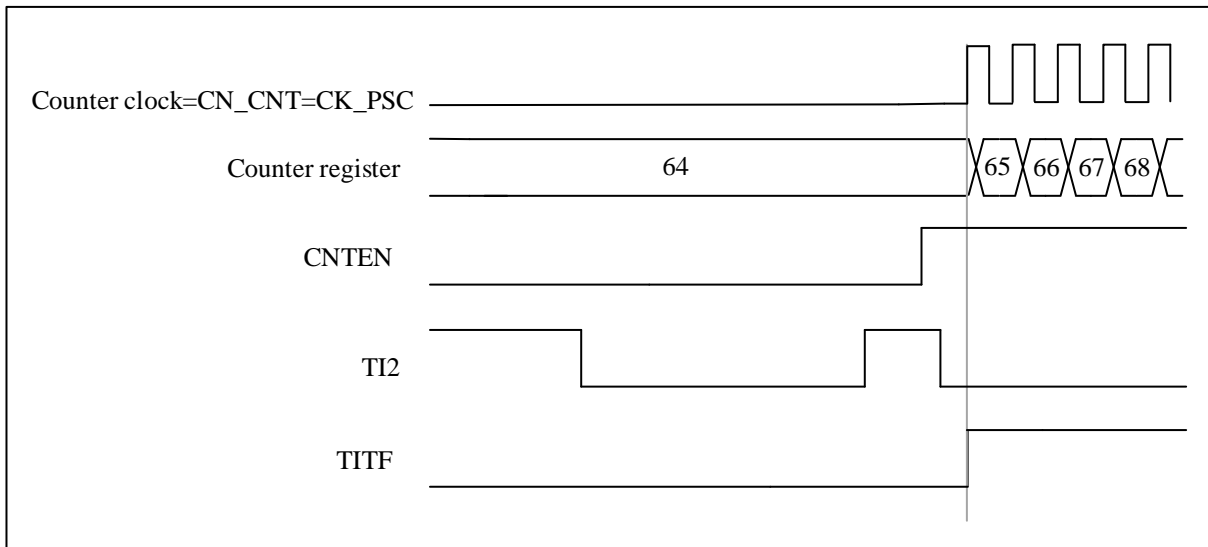 Counter clock=CN_CNT=CK_PSC
Counter register
64
65
66
67
68
CNTEN
TI2
TITF